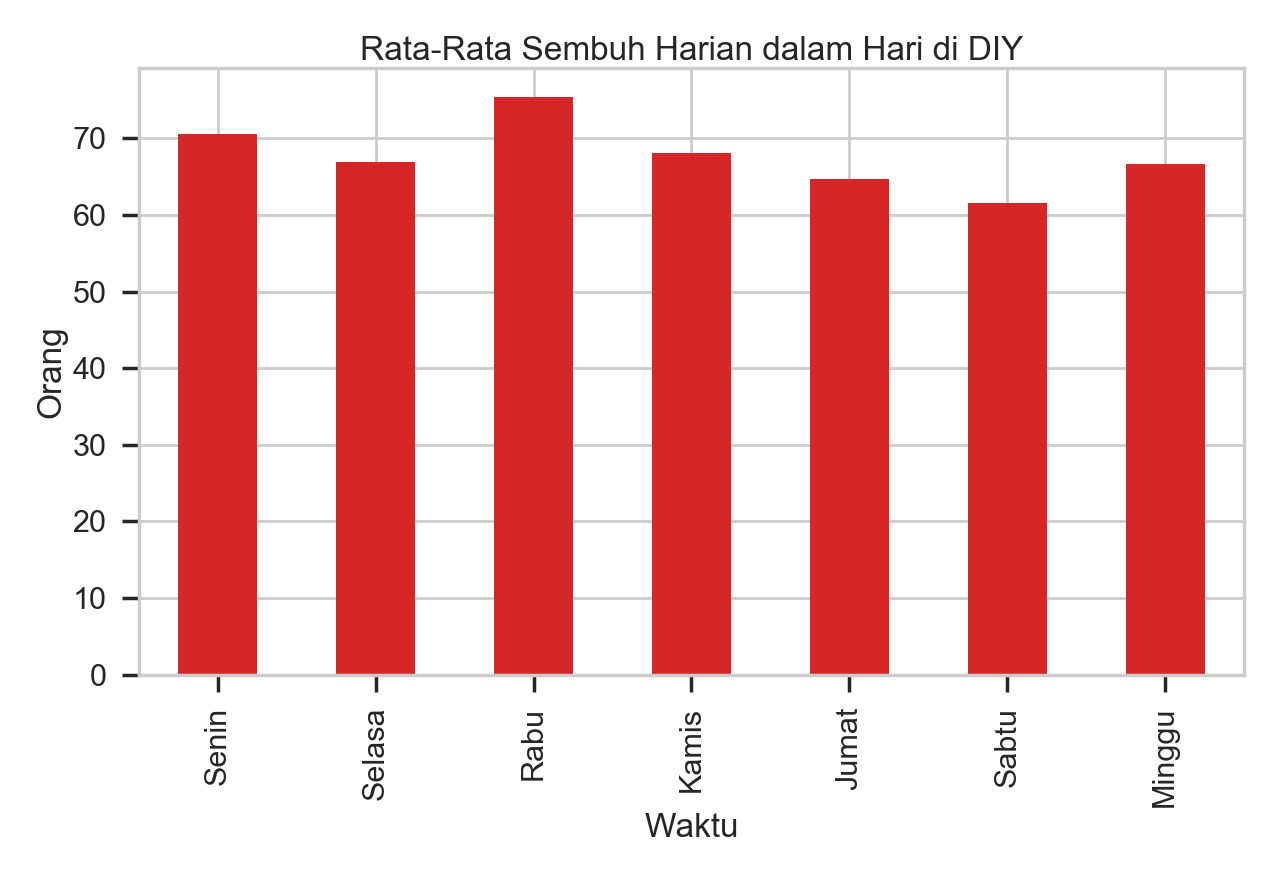 Rata-Rata Sembuh Harian dalam Hari di DIY
70
60
50
40
30
20
10
0
Orang
Senin
Selasa
Rabu
Kamis
Jumat
Sabtu
Minggu
Waktu